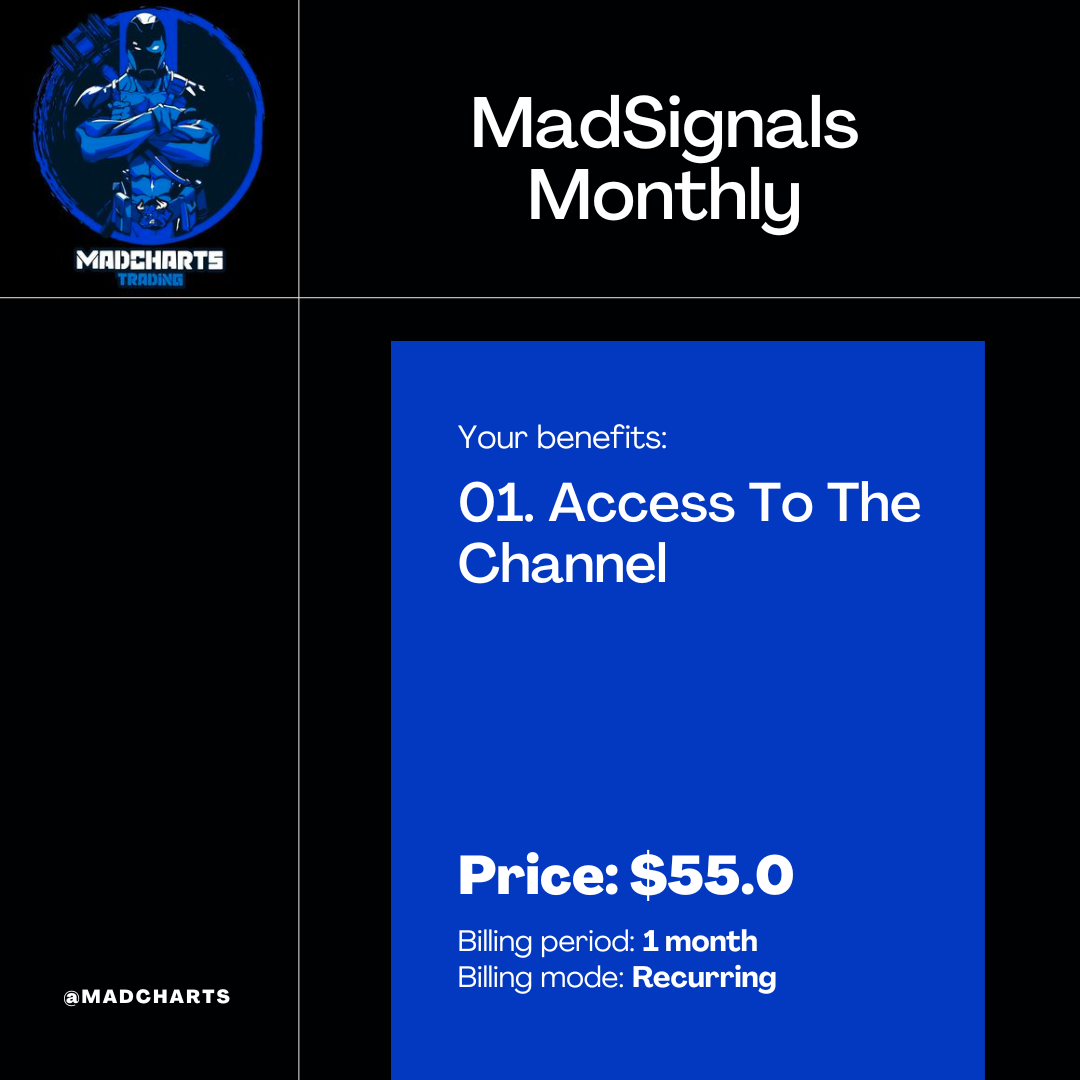 MADCHARTS
TRADING
MadSignals
Monthly
Your benefits:
01. Access To The
Channel
Price: $55.0
Billing period: 1 month
Billing mode: Recurring
@MADCHARTS